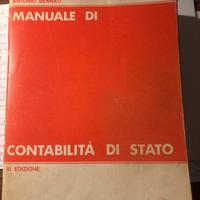 ANTONIO BENNATI
MANUALE DI
CONTABILITÀ DI STATO
XI EDIZIONE